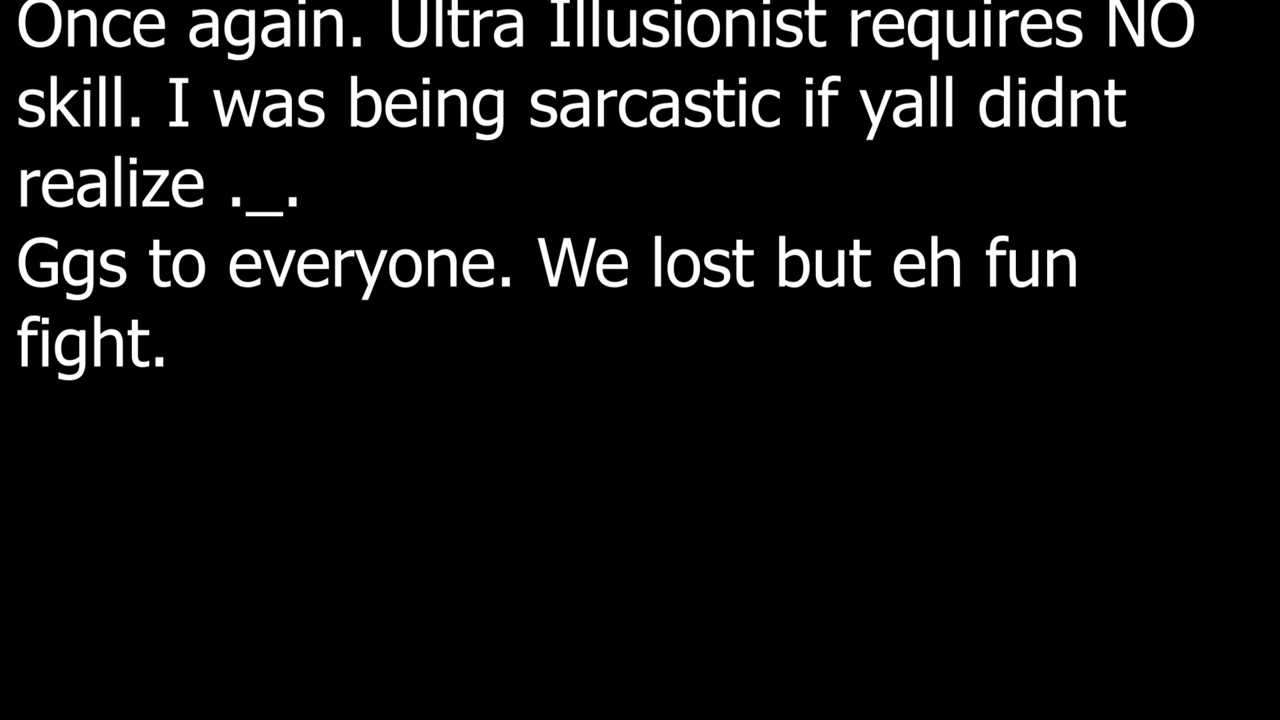 Once again. Ultra Illusionist requires NO
skill. I was being sarcastic if yall didnt
realize ._.
Ggs to everyone. We lost but eh fun
fight.